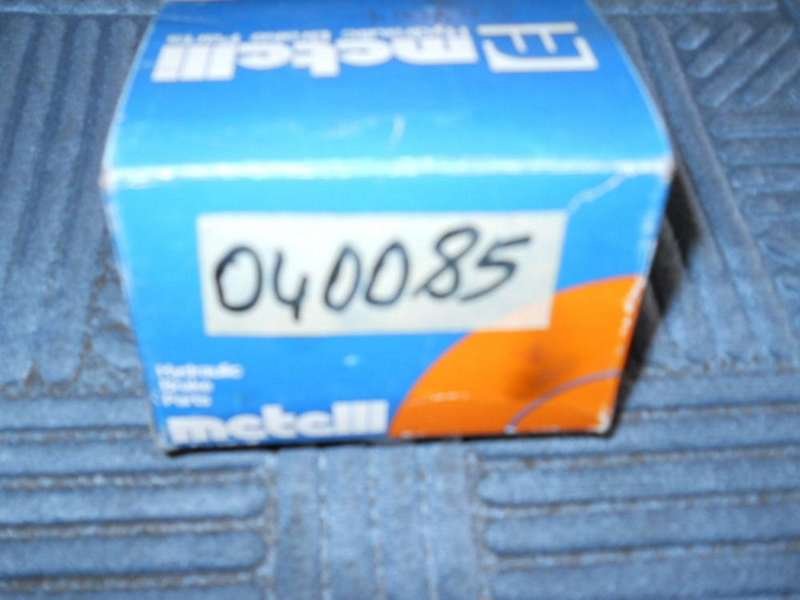 metelli
Hydraulic Brake Parts
040085
Hydraulic
Brake
Parts
metelli